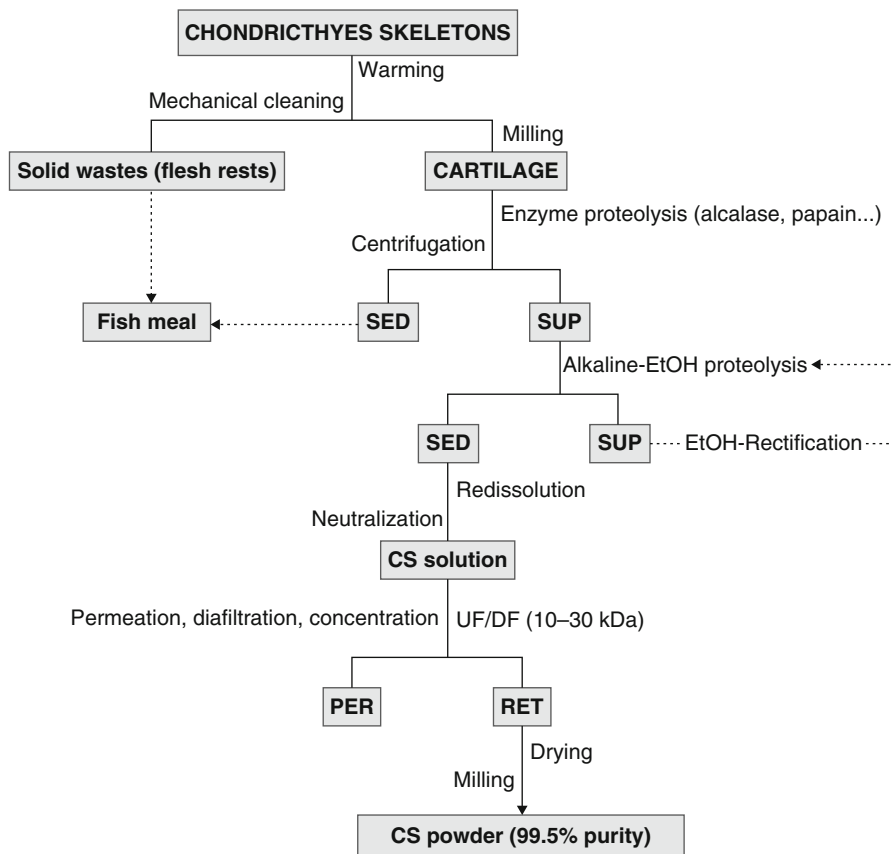 CHONDRICTHYES SKELETONS
Warming
Mechanical cleaning
Milling
Solid wastes (flesh rests)
CARTILAGE
Enzyme proteolysis (alcalase, papain...)
Centrifugation
Fish meal
SED
SUP
Alkaline-EtOH proteolysis
SED
SUP
EtOH-Rectification
Redissolution
Neutralization
CS solution
Permeation, diafiltration, concentration
UF/DF (10–30 kDa)
PER
RET
Drying
Milling
CS powder (99.5% purity)